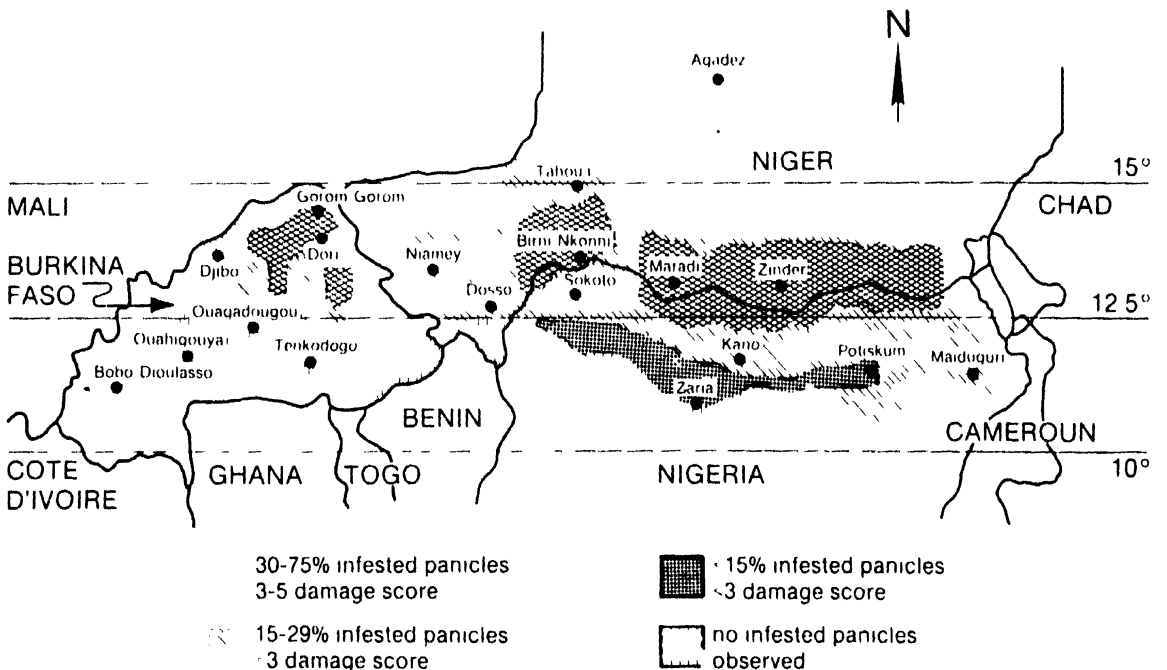 N
Agadez
NIGER
15°
Tahoua
MALI
CHAD
Gorom Gorom
Dori
Djibo
Niamey
Birni Nkonni
Maradi
Zinder
BURKINA
FASO
Sokoto
Dosso
12 5°
Ouagadougou
Ouahigouya
Tenkodogo
Kano
Potiskum
Maiduguri
Bobo Dioulasso
Zaria
BENIN
CAMEROUN
10°
COTE
D'IVOIRE
GHANA
TOGO
NIGERIA
30-75% infested panicles
3-5 damage score
15% infested panicles
3 damage score
15-29% infested panicles
3 damage score
no infested panicles
observed